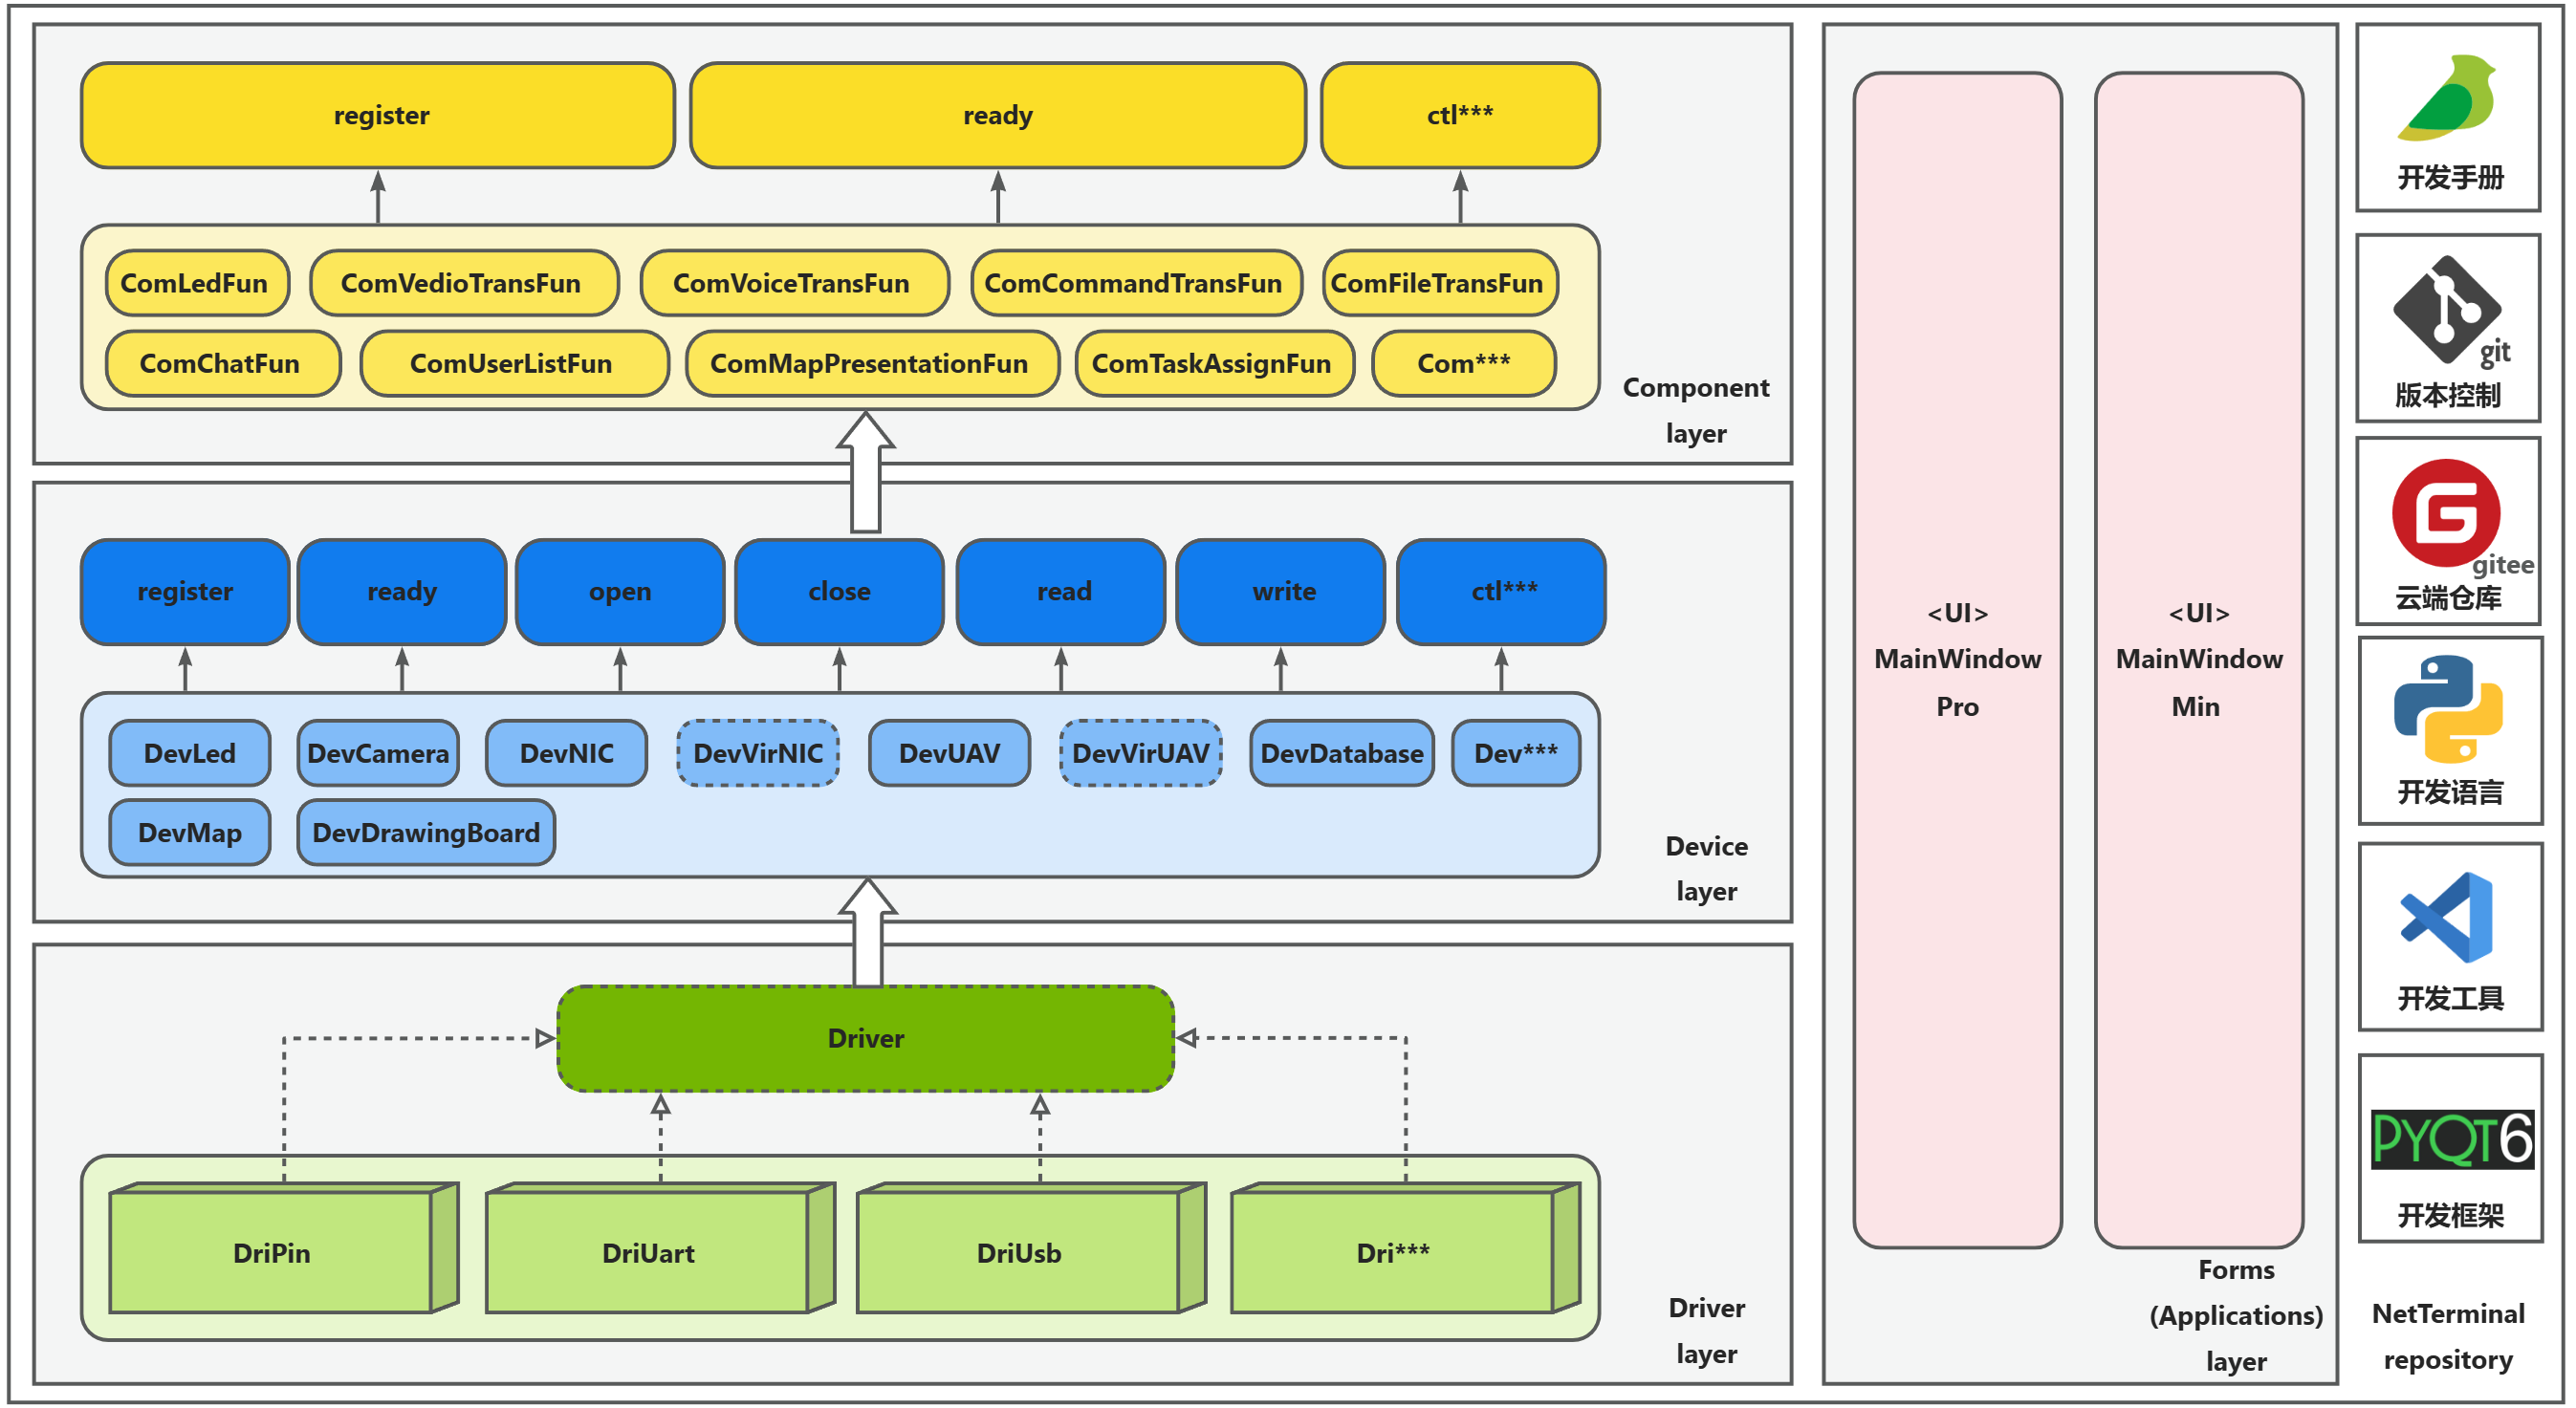 register
ready
ctl***
ComLedFun
ComVedioTransFun
ComVoiceTransFun
ComCommandTransFun
ComFileTransFun
ComChatFun
ComUserListFun
ComMapPresentationFun
ComTaskAssignFun
Com***
Component
layer
register
ready
open
close
read
write
ctl***
DevLed
DevCamera
DevNIC
DevVirNIC
DevUAV
DevVirUAV
DevDatabase
Dev***
DevMap
DevDrawingBoard
Device
layer
Driver
DriPin
DriUart
DriUsb
Dri***
Driver
layer
<UI>
MainWindow
Pro
<UI>
MainWindow
Min
Forms
(Applications)
layer
开发手册
git
版本控制
gitee
云端仓库
开发语言
开发工具
PYQT6
开发框架
NetTerminal
repository